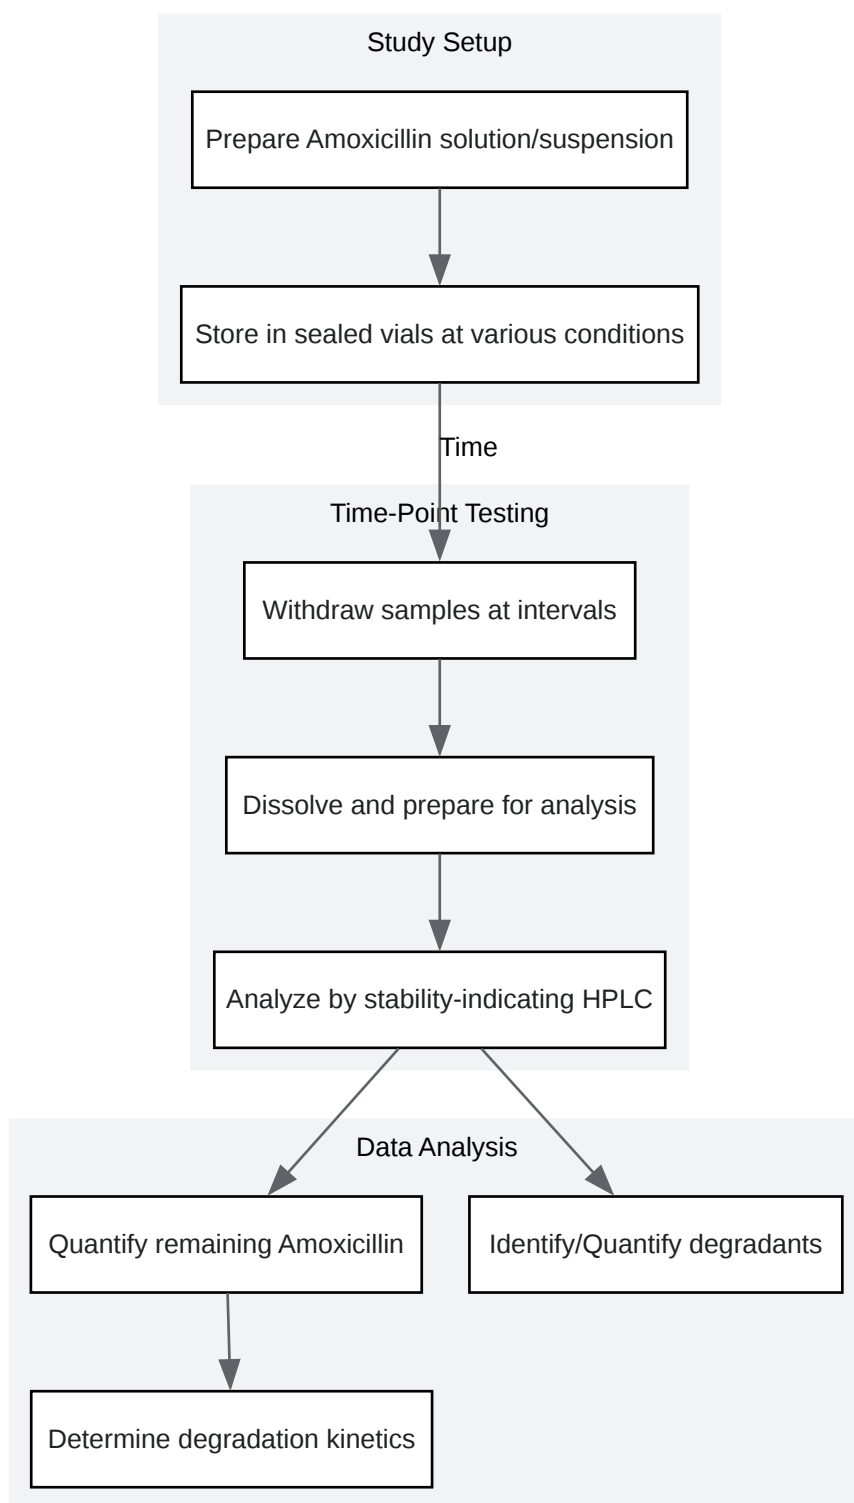 Study Setup
Prepare Amoxicillin solution/suspension
Store in sealed vials at various conditions
Time
Time-Point Testing
Withdraw samples at intervals
Dissolve and prepare for analysis
Analyze by stability-indicating HPLC
Data Analysis
Quantify remaining Amoxicillin
Identify/Quantify degradants
Determine degradation kinetics